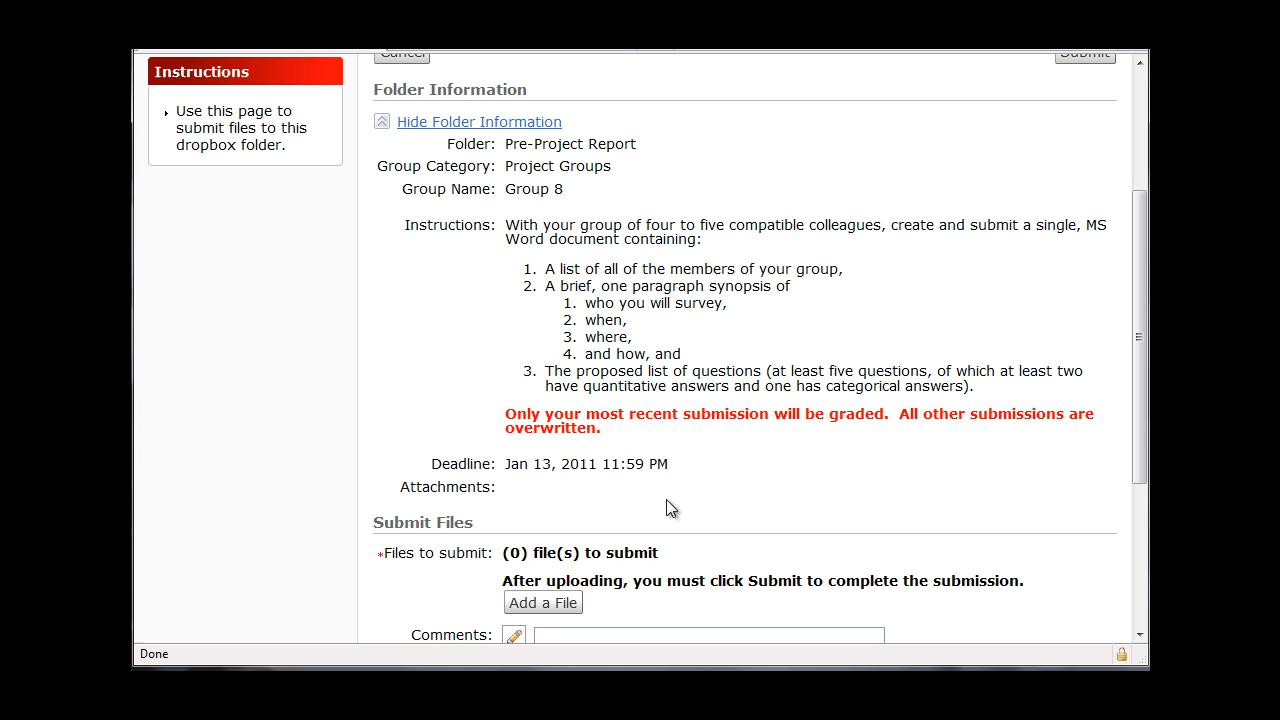 Cancel
Submit
Instructions
Use this page to
submit files to this
dropbox folder.
Folder Information
Hide Folder Information
Folder: Pre-Project Report
Group Category: Project Groups
Group Name: Group 8
Instructions: With your group of four to five compatible colleagues, create and submit a single, MS
Word document containing:
1. A list of all of the members of your group,
2. A brief, one paragraph synopsis of
1. who you will survey,
2. when,
3. where,
4. and how, and
3. The proposed list of questions (at least five questions, of which at least two
have quantitative answers and one has categorical answers).
Only your most recent submission will be graded. All other submissions are
overwritten.
Deadline: Jan 13, 2011 11:59 PM
Attachments:
Submit Files
*Files to submit: (0) file(s) to submit
After uploading, you must click Submit to complete the submission.
Add a File
Comments:
Done